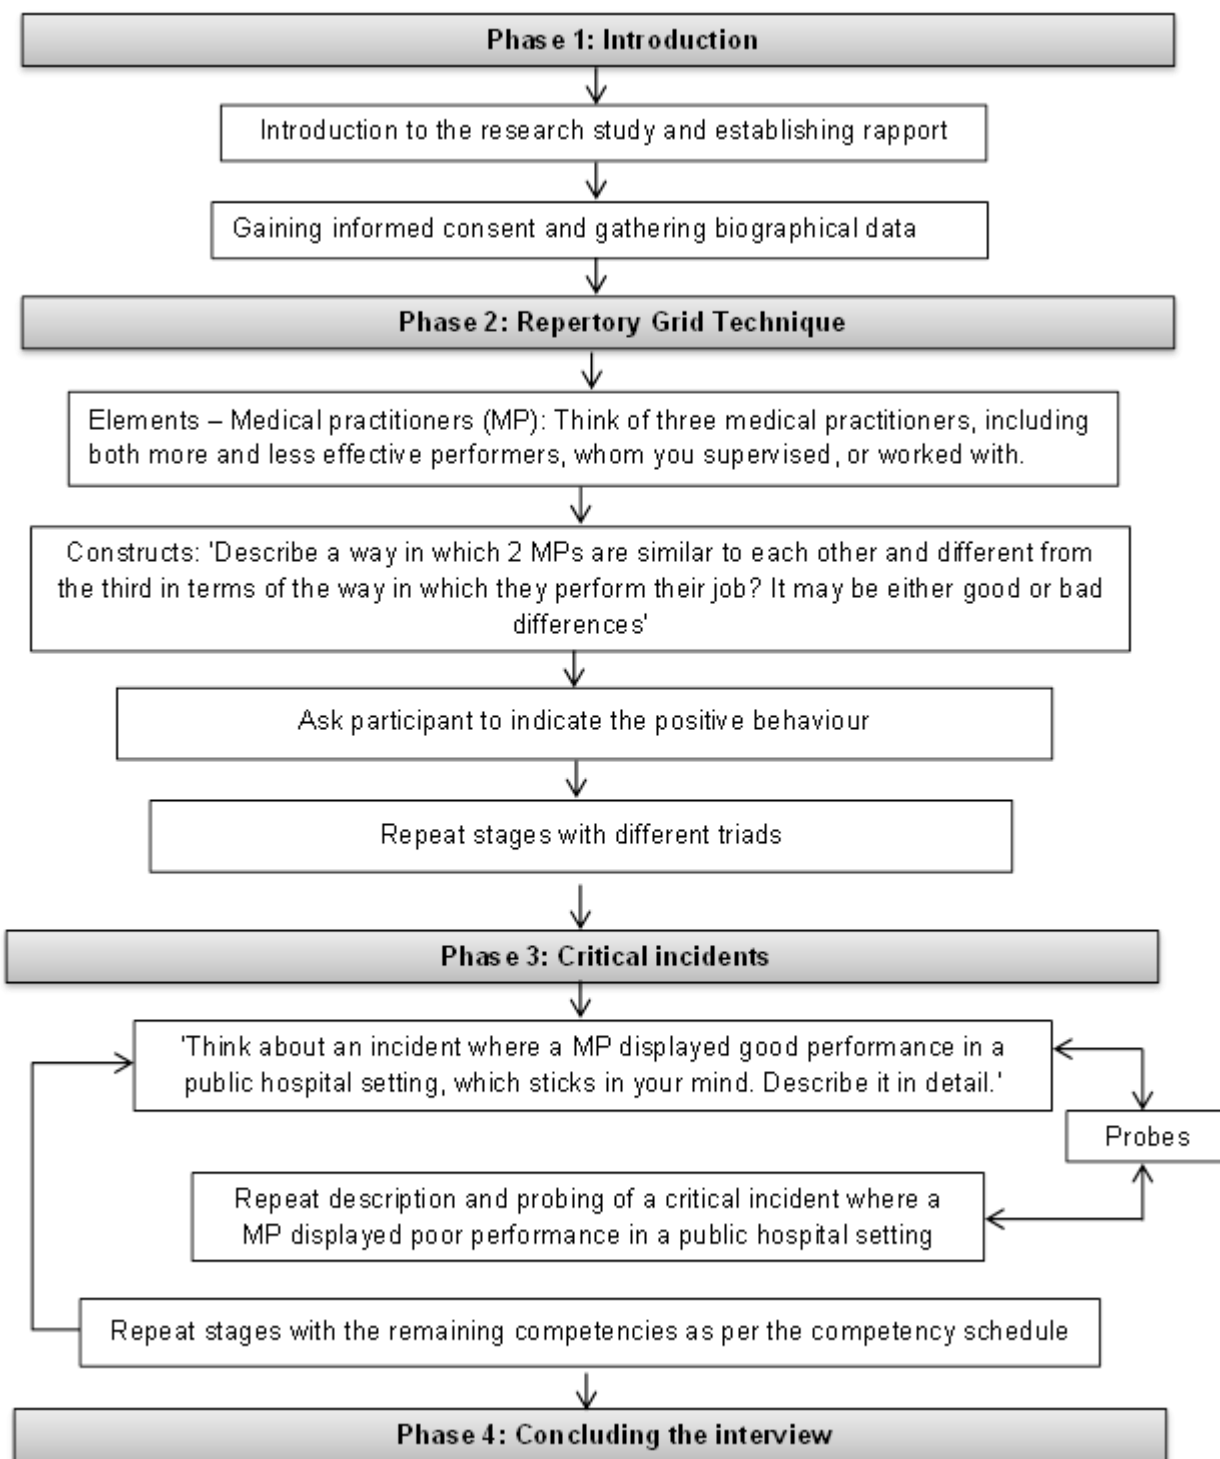 Phase 1: Introduction
Introduction to the research study and establishing rapport
Gaining informed consent and gathering biographical data
Phase 2: Repertory Grid Technique
Elements – Medical practitioners (MP): Think of three medical practitioners, including
both more and less effective performers, whom you supervised, or worked with.
Constructs: 'Describe a way in which 2 MPs are similar to each other and different from
the third in terms of the way in which they perform their job? It may be either good or bad
differences'
Ask participant to indicate the positive behaviour
Repeat stages with different triads
Phase 3: Critical incidents
'Think about an incident where a MP displayed good performance in a
public hospital setting, which sticks in your mind. Describe it in detail.'
Probes
Repeat description and probing of a critical incident where a
MP displayed poor performance in a public hospital setting
Repeat stages with the remaining competencies as per the competency schedule
Phase 4: Concluding the interview